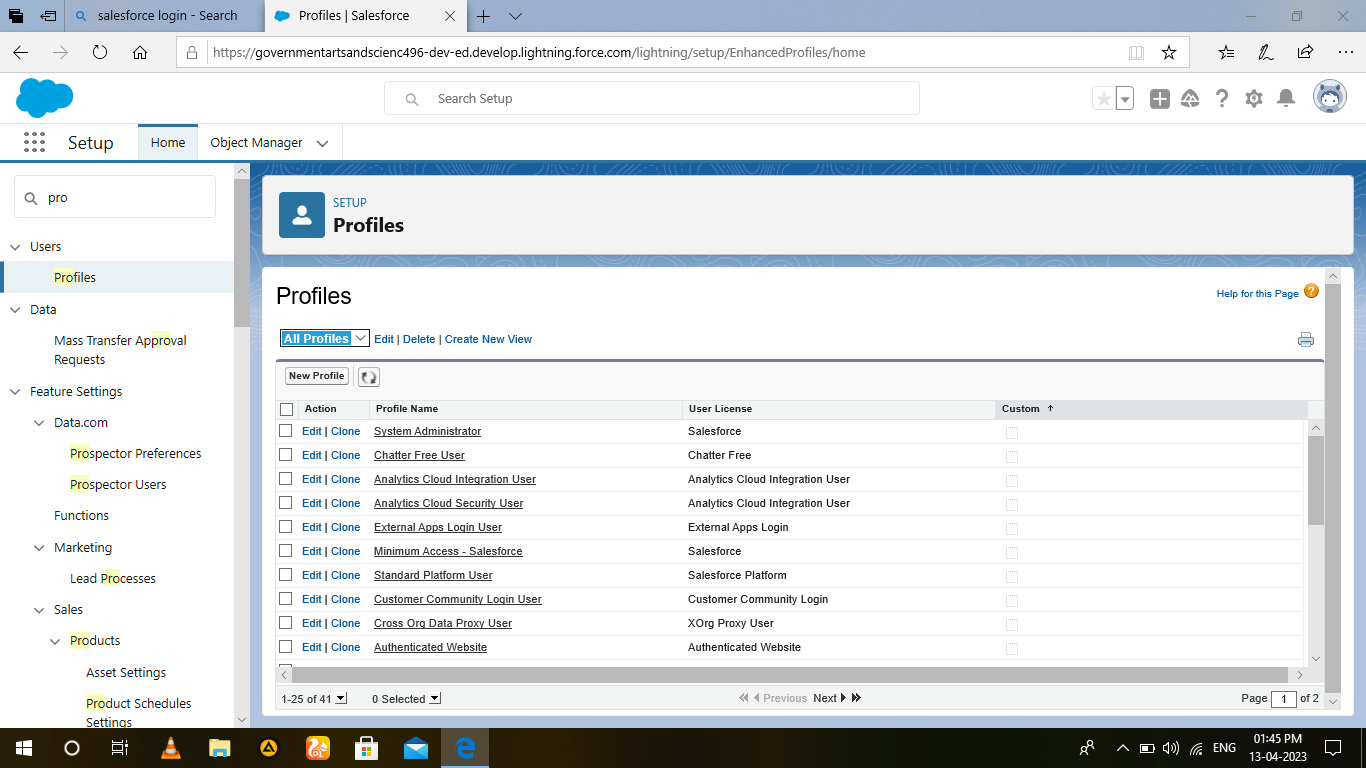 salesforce login - Search
Profiles | Salesforce
https://governmentartsandscienc496-dev-ed.develop.lightning.force.com/lightning/setup/EnhancedProfiles/home
Search Setup
Setup
Home
Object Manager
pro
Users
Profiles
Data
Mass Transfer Approval
Requests
Feature Settings
Data.com
Prospector Preferences
Prospector Users
Functions
Marketing
Lead Processes
Sales
Products
Asset Settings
Product Schedules
Settings
SETUP
Profiles
Profiles
Help for this Page ?
All Profiles Edit | Delete | Create New View
New Profile
Action Profile Name User License Custom ↑
Edit | Clone System Administrator Salesforce
Edit | Clone Chatter Free User Chatter Free
Edit | Clone Analytics Cloud Integration User Analytics Cloud Integration User
Edit | Clone Analytics Cloud Security User Analytics Cloud Integration User
Edit | Clone External Apps Login User External Apps Login
Edit | Clone Minimum Access - Salesforce Salesforce
Edit | Clone Standard Platform User Salesforce Platform
Edit | Clone Customer Community Login User Customer Community Login
Edit | Clone Cross Org Data Proxy User XOrg Proxy User
Edit | Clone Authenticated Website Authenticated Website
1-25 of 41 0 Selected Previous Next Page 1 of 2
ENG
01:45 PM
13-04-2023